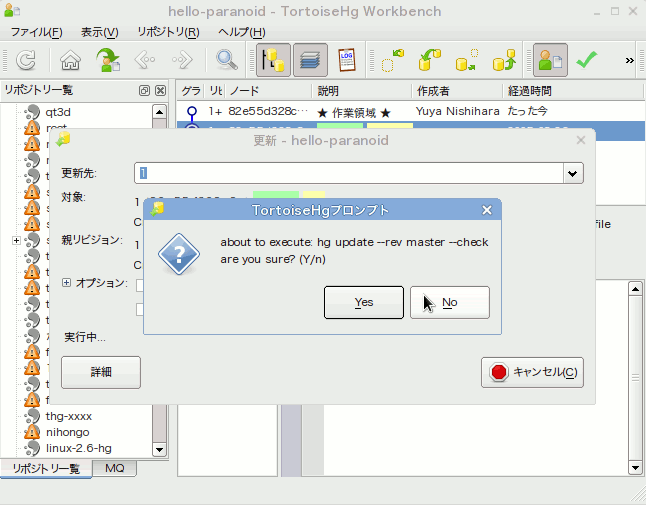 hello-paranoid - TortoiseHg Workbench
ファイル(F) 表示(V) リポジトリ(R) ヘルプ(H)
LOG
»
リポジトリ一覧
qt3d
グラ リビ ノード 説明 作成者 経過時間
1+ 82e55d328c… ★ 作業領域 ★ Yuya Nishihara たった今
更新 - hello-paranoid
更新先: 1
対象:
親リビジョン:
オプション:
file
TortoiseHgプロンプト
about to execute: hg update --rev master --check
are you sure? (Y/n)
Yes No
実行中...
詳細 キャンセル(C)
thg-xxxx
nihongo
linux-2.6-hg
リポジトリ一覧 MQ